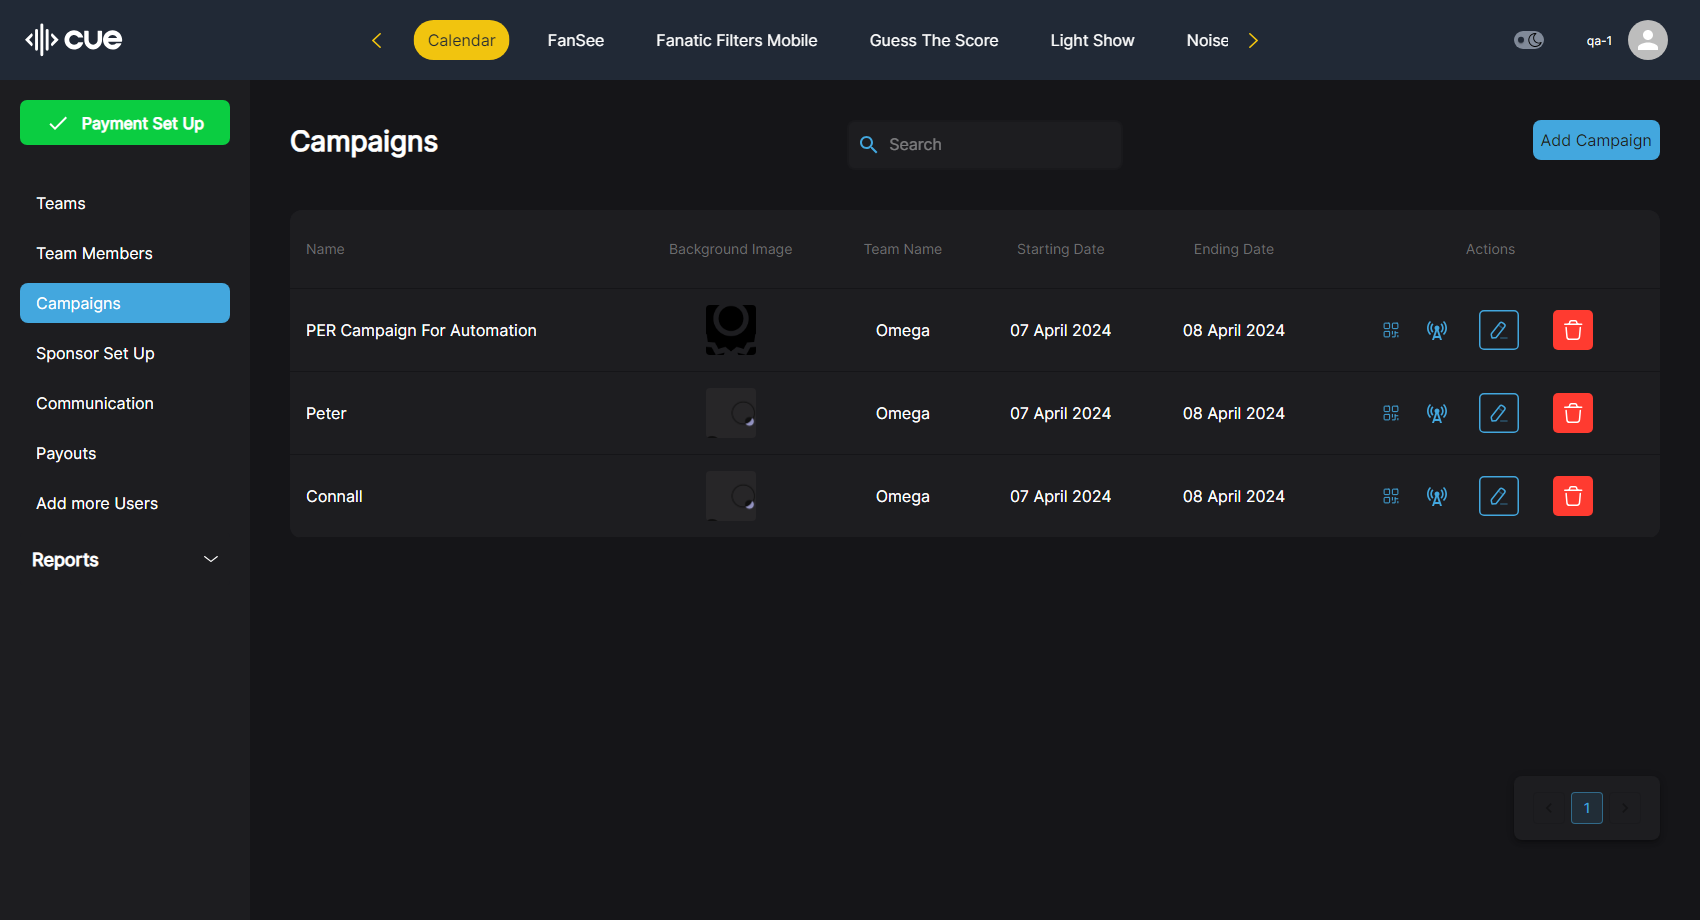 cue
Calendar FanSee Fanatic Filters Mobile Guess The Score Light Show Noise
qa-1
Payment Set Up
Teams
Team Members
Campaigns
Sponsor Set Up
Communication
Payouts
Add more Users
Reports
Campaigns
Search
Add Campaign
Name Background Image Team Name Starting Date Ending Date Actions
PER Campaign For Automation Omega 07 April 2024 08 April 2024
Peter Omega 07 April 2024 08 April 2024
Connall Omega 07 April 2024 08 April 2024
1